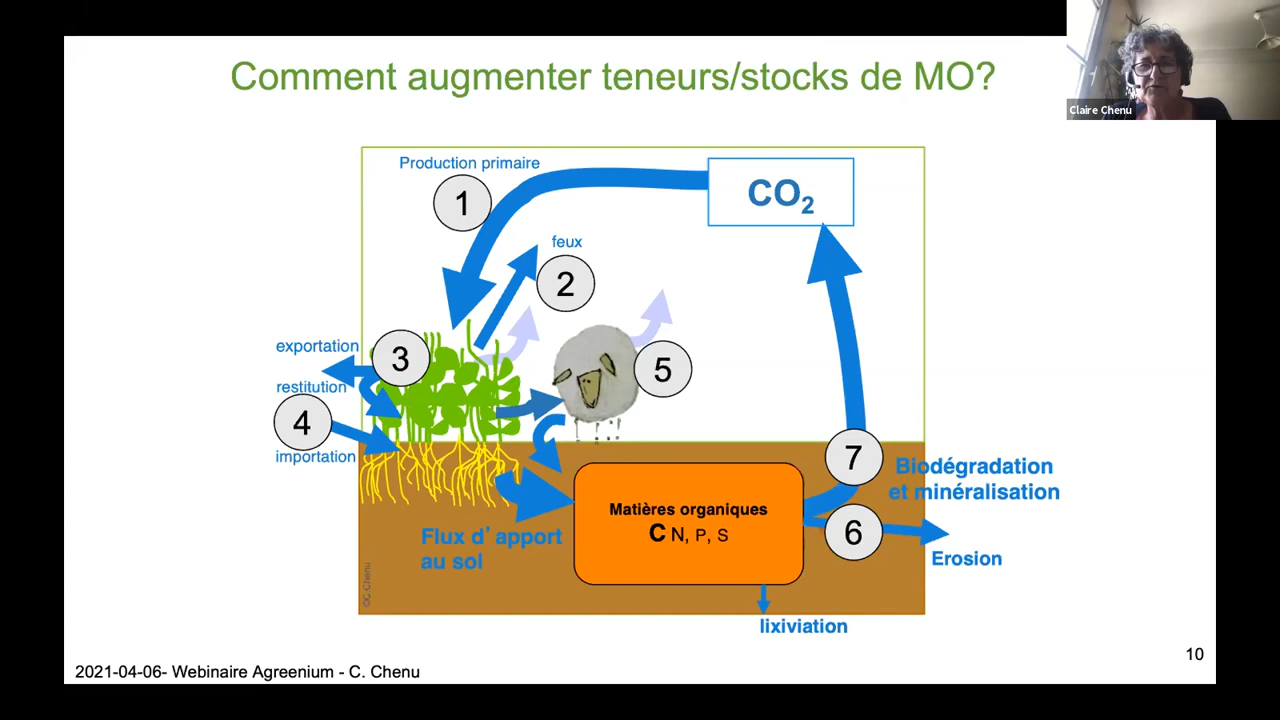 Comment augmenter teneurs/stocks de MO?
Claire Chenu
Production primaire
1
CO₂
feux
2
exportation
3
restitution
4
importation
5
7
Biodégradation
et minéralisation
Matières organiques
C N, P, S
6
Flux d’apport
au sol
Erosion
©C.Chenu
lixiviation
10
2021-04-06- Webinaire Agreenium - C. Chenu